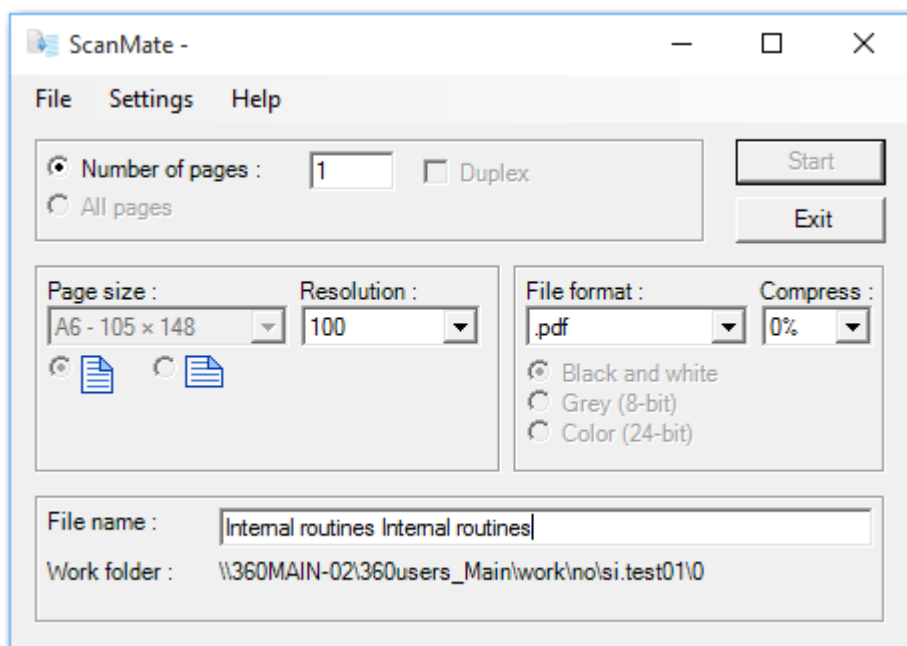 ScanMate -
File Settings Help
Number of pages : 1 Duplex Start
All pages Exit
Page size : Resolution : File format : Compress :
A6 - 105 × 148 100 .pdf 0%
Black and white
Grey (8-bit)
Color (24-bit)
File name : Internal routines Internal routines
Work folder : \\360MAIN-02\360users_Main\work\no\si.test01\0